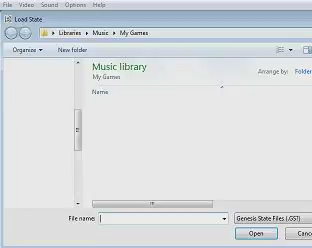 File Video Sound Options Help
Load State
Libraries Music My Games
Organize New folder
Music library
My Games
Arrange by: Folder
Name
File name:
Genesis State Files (.GST)
Open Cance